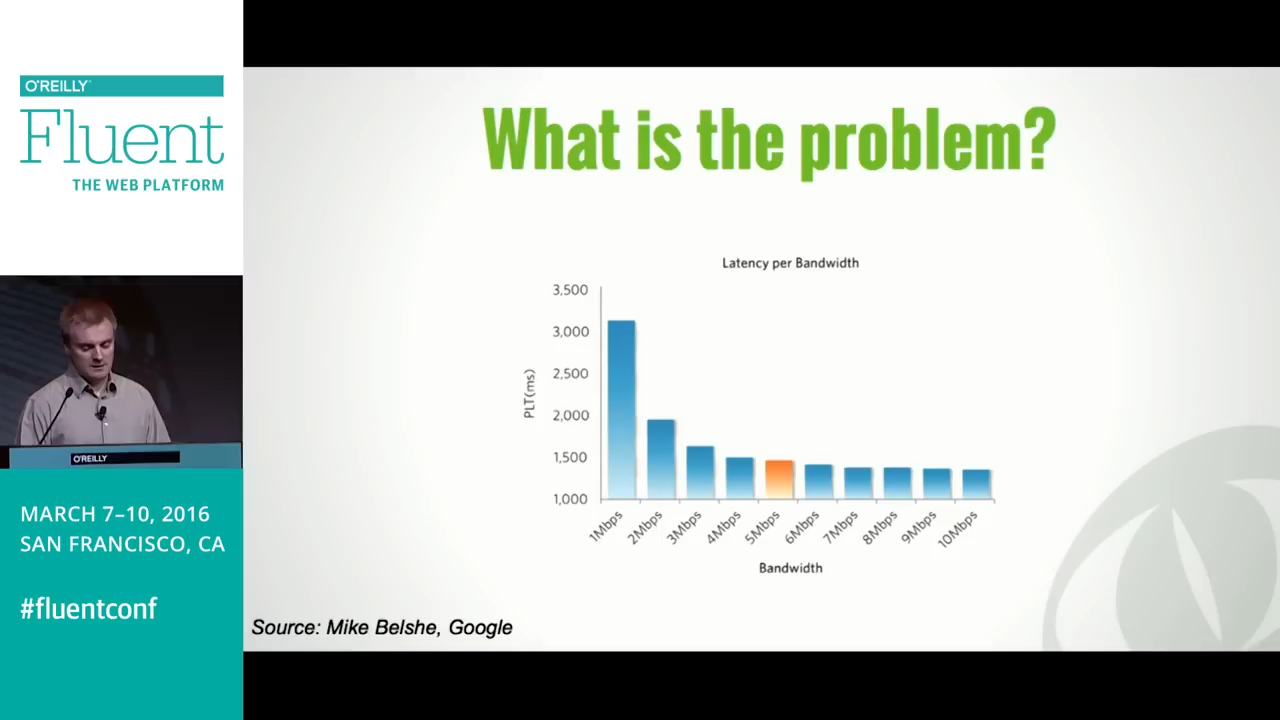 O'REILLY™
Fluent
THE WEB PLATFORM
What is the problem?
Latency per Bandwidth
3,500
3,000
2,500
2,000
1,500
1,000
PLT(ms)
1Mbps
2Mbps
3Mbps
4Mbps
5Mbps
6Mbps
7Mbps
8Mbps
9Mbps
10Mbps
Bandwidth
Source: Mike Belshe, Google
O'REILLY
MARCH 7–10, 2016
SAN FRANCISCO, CA
#fluentconf